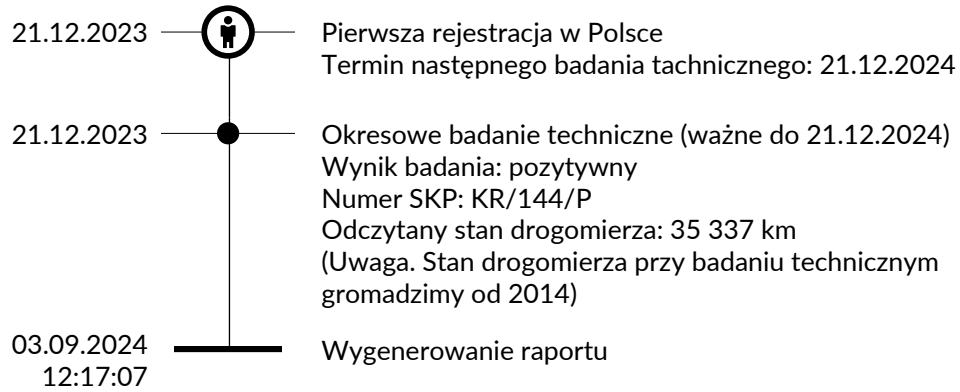 21.12.2023
Pierwsza rejestracja w Polsce
Termin następnego badania tachnicznego: 21.12.2024
21.12.2023
Okresowe badanie techniczne (ważne do 21.12.2024)
Wynik badania: pozytywny
Numer SKP: KR/144/P
Odczytany stan drogomierza: 35 337 km
(Uwaga. Stan drogomierza przy badaniu technicznym
gromadzimy od 2014)
03.09.2024
12:17:07
Wygenerowanie raportu